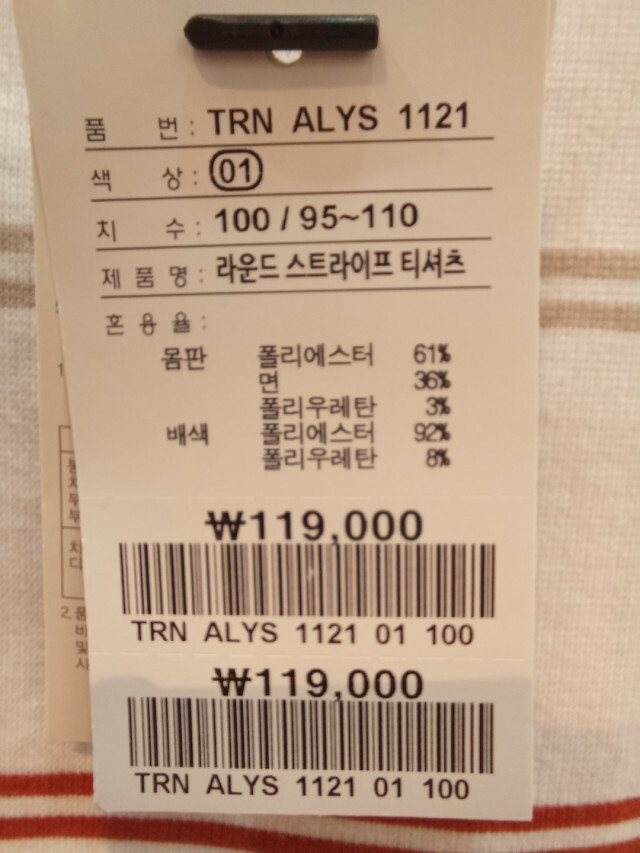 품 번 : TRN ALYS 1121
색 상 : 01
치 수 : 100 / 95~110
제 품 명 : 라운드 스트라이프 티셔츠
혼 용 율 :
몸판 폴리에스터 61%
면 36%
폴리우레탄 3%
배색 폴리에스터 92%
폴리우레탄 8%
₩119,000
TRN ALYS 1121 01 100
₩119,000
TRN ALYS 1121 01 100